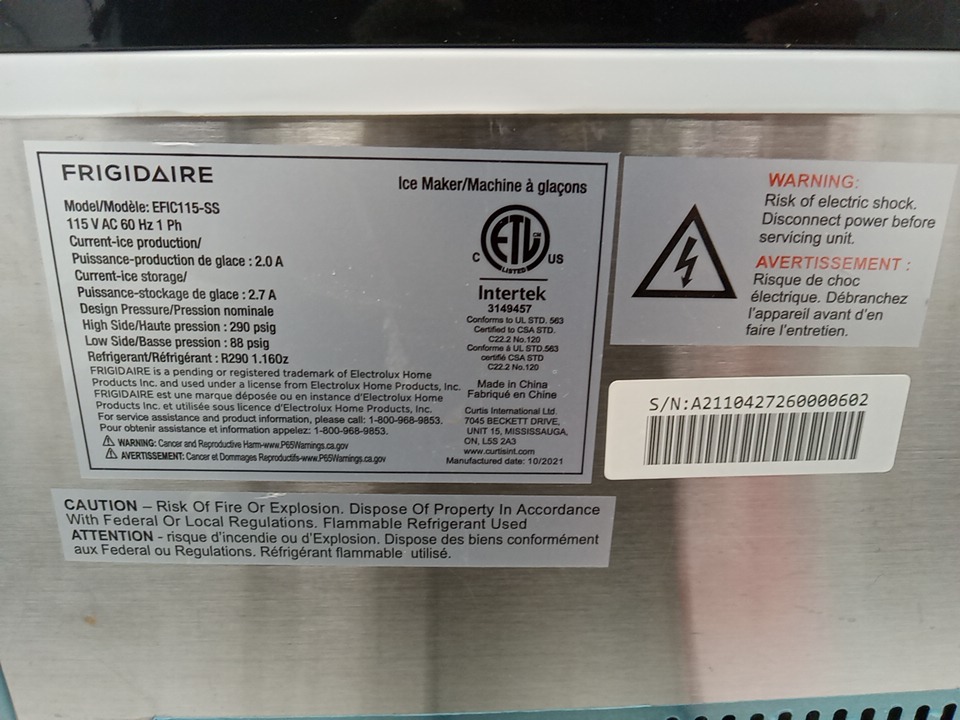 FRIGIDAIRE
Ice Maker/Machine à glaçons
Model/Modèle: EFIC115-SS
115 V AC 60 Hz 1 Ph
Current-ice production/
Puissance-production de glace : 2.0 A
Current-ice storage/
Puissance-stockage de glace : 2.7 A
Design Pressure/Pression nominale
High Side/Haute pression : 290 psig
Low Side/Basse pression : 88 psig
Refrigerant/Réfrigérant : R290 1.16oz
FRIGIDAIRE is a pending or registered trademark of Electrolux Home
Products Inc. and used under a license from Electrolux Home Products, Inc.
FRIGIDAIRE est une marque déposée ou en instance d'Electrolux Home
Products Inc. et utilisée sous licence d'Electrolux Home Products, Inc.
For service assistance and product information, please call: 1-800-968-9853.
Pour obtenir assistance et information appelez: 1-800-968-9853.
WARNING: Cancer and Reproductive Harm-www.P65Warnings.ca.gov
AVERTISSEMENT: Cancer et Dommages Reproductifs-www.P65Warnings.ca.gov
ETL CM
C US
LISTED
Intertek
3149457
Conforms to UL STD. 563
Certified to CSA STD.
C22.2 No.120
Conforme à UL STD.563
certifié CSA STD
C22.2 No.120
Made in China
Fabriqué en Chine
Curtis International Ltd.
7045 BECKETT DRIVE,
UNIT 15, MISSISSAUGA,
ON, L5S 2A3
www.curtisint.com
Manufactured date: 10/2021
WARNING:
Risk of electric shock.
Disconnect power before
servicing unit.
AVERTISSEMENT :
Risque de choc
électrique. Débranchez
l'appareil avant d'en
faire l'entretien.
S/N:A2110427260000602
CAUTION – Risk Of Fire Or Explosion. Dispose Of Property In Accordance
With Federal Or Local Regulations. Flammable Refrigerant Used
ATTENTION - risque d'incendie ou d'Explosion. Dispose des biens conformément
aux Federal ou Regulations. Réfrigérant flammable utilisé.